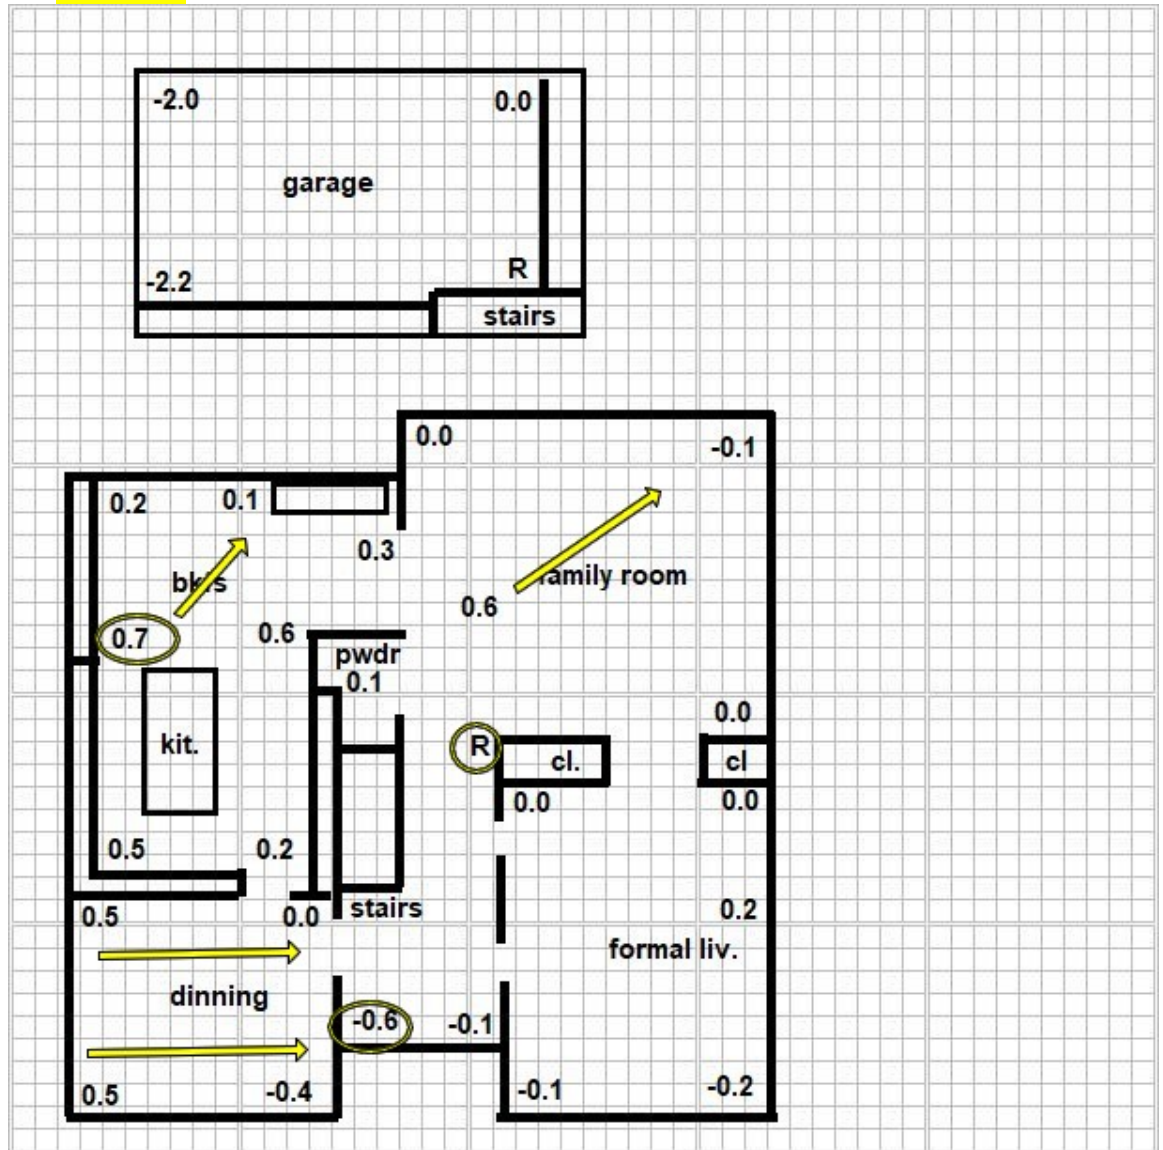 -2.0 0.0
garage
-2.2 R
stairs
0.0 -0.1
0.2 0.1
0.3
bkfs family room
0.6
0.7 0.6
pwdr
0.1
0.0
kit. R cl. cl
0.0 0.0
0.5 0.2
0.5 0.0 stairs 0.2
formal liv.
dinning
-0.6 -0.1
0.5 -0.4 -0.1 -0.2